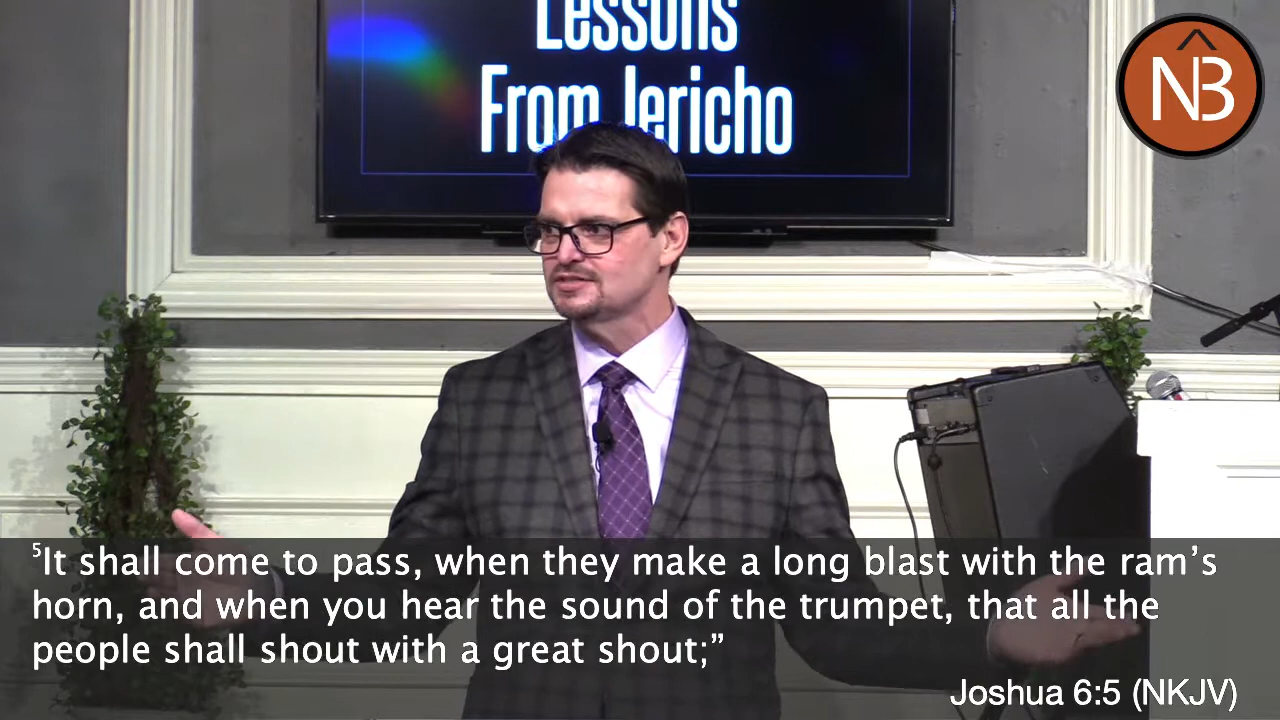 Lessons
From Jericho
NB
⁵It shall come to pass, when they make a long blast with the ram’s
horn, and when you hear the sound of the trumpet, that all the
people shall shout with a great shout;”
Joshua 6:5 (NKJV)